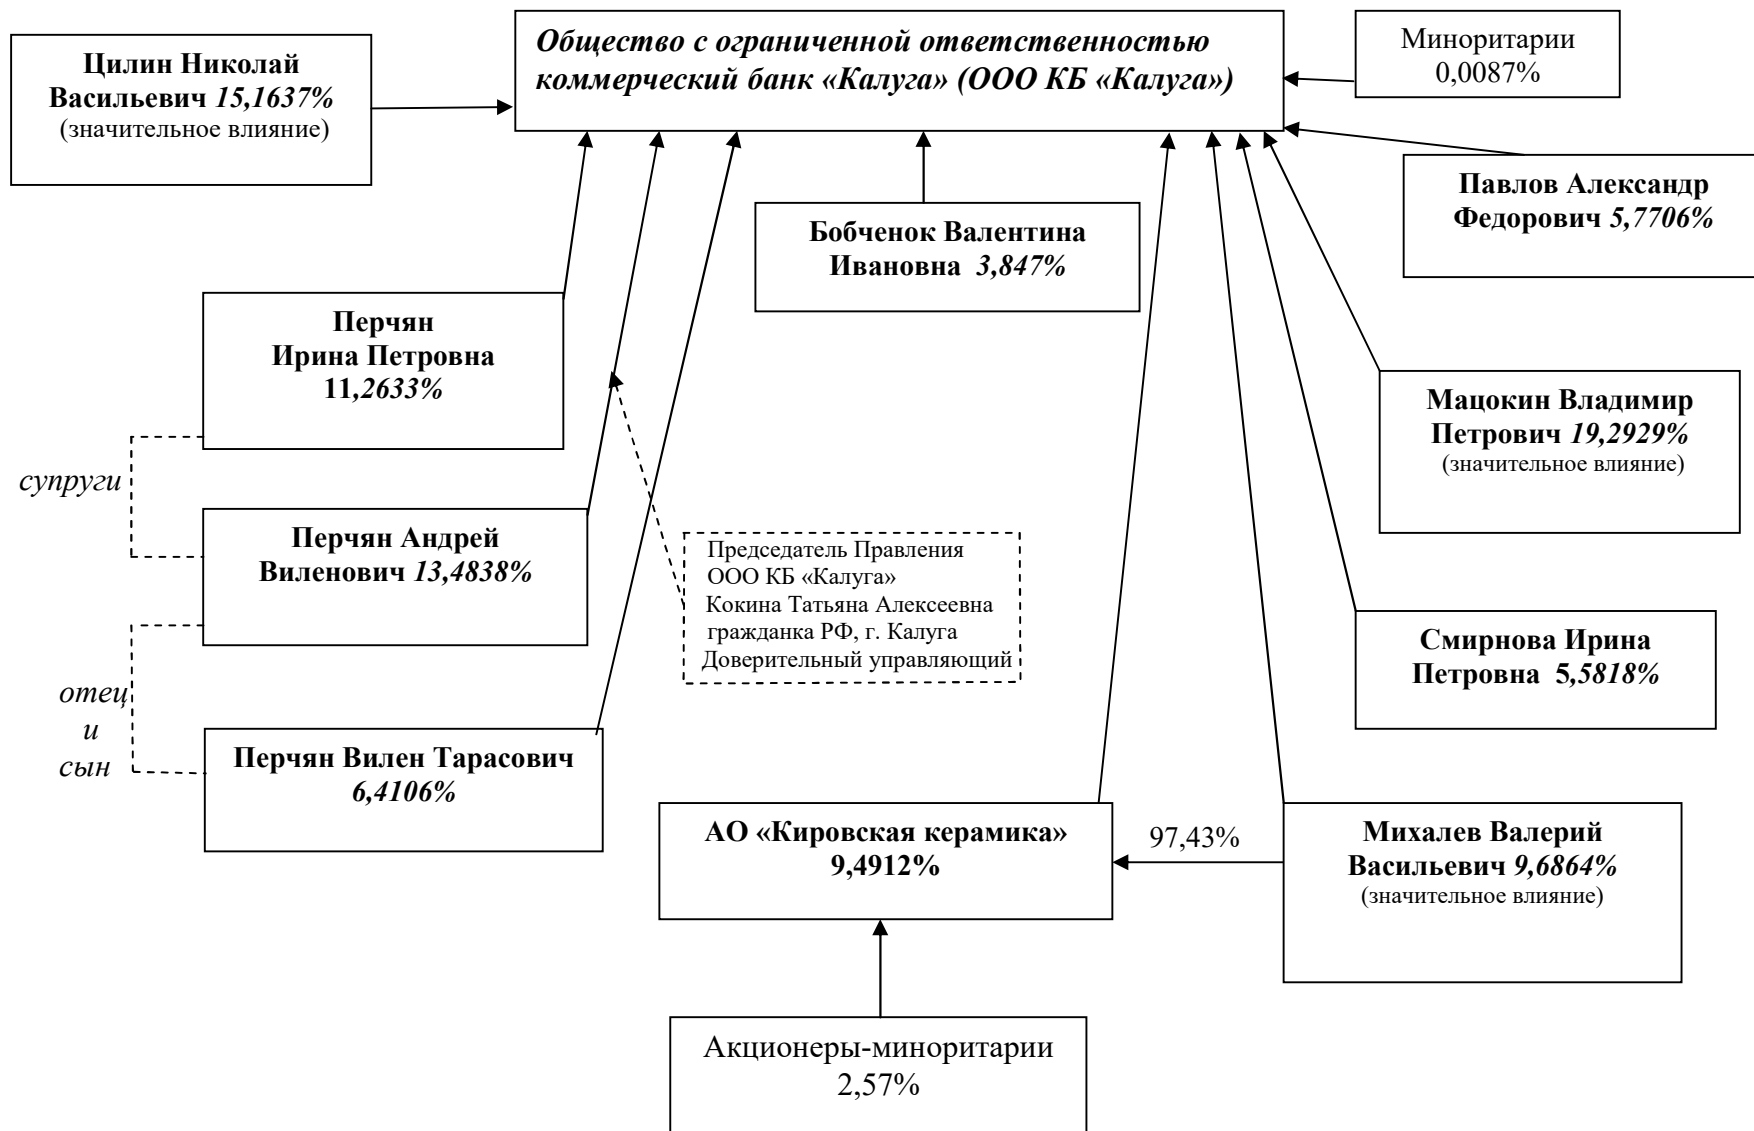 Общество с ограниченной ответственностью
коммерческий банк «Калуга» (ООО КБ «Калуга»)
Миноритарии
0,0087%
Цилин Николай
Васильевич 15,1637%
(значительное влияние)
Павлов Александр
Федорович 5,7706%
Бобченок Валентина
Ивановна 3,847%
Перчян
Ирина Петровна
11,2633%
Мацокин Владимир
Петрович 19,2929%
(значительное влияние)
супруги
Перчян Андрей
Виленович 13,4838%
Председатель Правления
ООО КБ «Калуга»
Кокина Татьяна Алексеевна
гражданка РФ, г. Калуга
Доверительный управляющий
Смирнова Ирина
Петровна 5,5818%
отец
и
сын
Перчян Вилен Тарасович
6,4106%
АО «Кировская керамика»
9,4912%
97,43%
Михалев Валерий
Васильевич 9,6864%
(значительное влияние)
Акционеры-миноритарии
2,57%